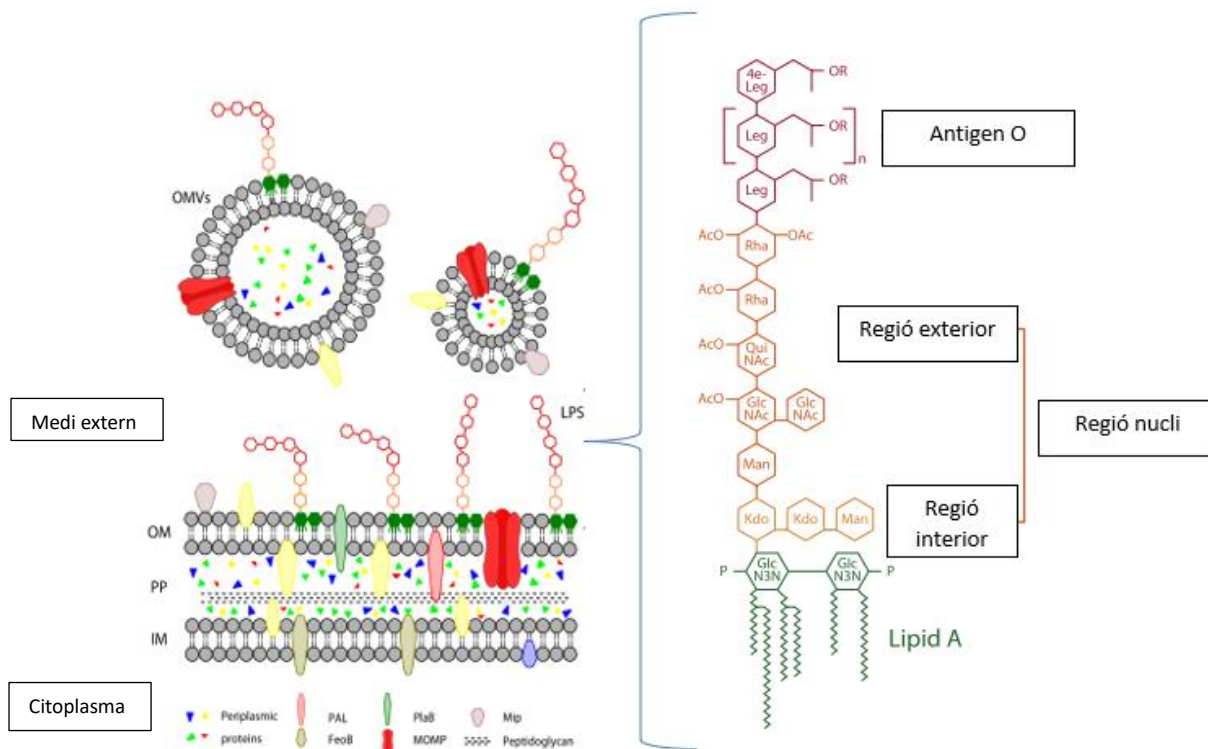 OMVs
Medi extern
LPS
OM
PP
IM
Citoplasma
Periplasmic
proteins
PAL
FeoB
PlaB
MOMP
Mip
Peptidoglycan
4e-
Leg
OR
Leg
OR
n
Leg
OR
Antigen O
AcO
Rha
OAc
AcO
Rha
AcO
Qui
NAc
AcO
Glc
NAc
Glc
NAc
Man
Kdo
Kdo
Man
Regió exterior
Regió nucli
Regió
interior
P
Glc
N3N
Glc
N3N
P
Lipid A